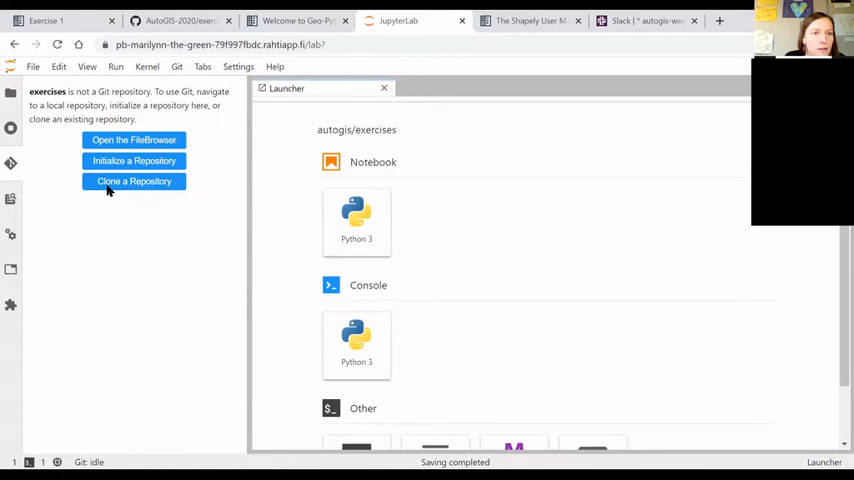 Exercise 1
AutoGIS-2020/exerc
Welcome to Geo-Pyt
JupyterLab
The Shapely User M
Slack | * autogis-we
pb-marilynn-the-green-79f997fbdc.rahtiapp.fi/lab?
File Edit View Run Kernel Git Tabs Settings Help
exercises is not a Git repository. To use Git, navigate
to a local repository, initialize a repository here, or
clone an existing repository.
Open the FileBrowser
Initialize a Repository
Clone a Repository
Launcher
autogis/exercises
Notebook
Python 3
Console
>_
Python 3
$_
Other
1 1 Git: idle
Saving completed
Launcher